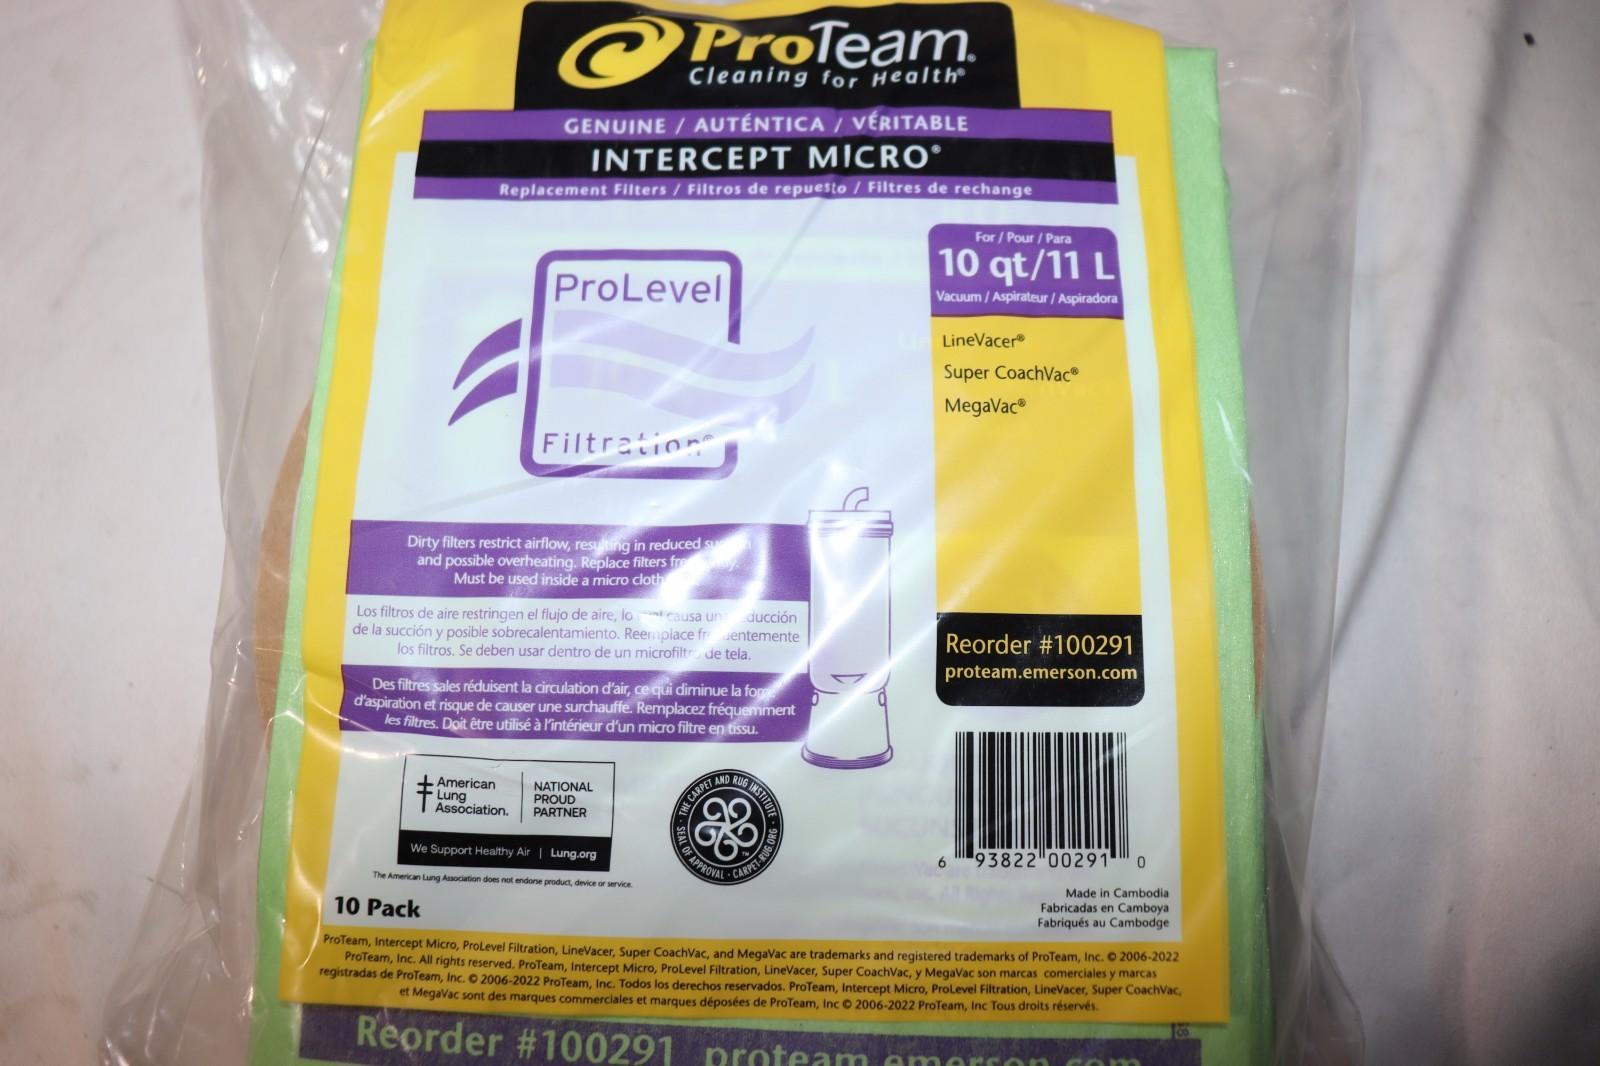 ProTeam®
Cleaning for Health®
GENUINE / AUTÉNTICA / VÉRITABLE
INTERCEPT MICRO®
Replacement Filters / Filtros de repuesto / Filtres de rechange
ProLevel
Filtration®
For / Pour / Para
10 qt/11 L
Vacuum / Aspirateur / Aspiradora
LineVacer®
Super CoachVac®
MegaVac®
Dirty filters restrict airflow, resulting in reduced
and possible overheating. Replace filters
Must be used inside a micro cloth
Los filtros de aire restringen el flujo de aire, lo causa una reducción
de la succión y posible sobrecalentamiento. Reemplace frecuentemente
los filtros. Se deben usar dentro de un microfiltro de tela.
Des filtres sales réduisent la circulation d'air, ce qui diminue la force
d'aspiration et risque de causer une surchauffe. Remplacez fréquemment
les filtres. Doit être utilisé à l'intérieur d'un micro filtre en tissu.
Reorder #100291
proteam.emerson.com
American
Lung
Association.
NATIONAL
PROUD
PARTNER
We Support Healthy Air | Lung.org
The American Lung Association does not endorse product, device or service.
THE CARPET AND RUG INSTITUTE
SEAL OF APPROVAL · CARPET-RUG.ORG
TM
6 93822 00291 0
Made in Cambodia
Fabricadas en Camboya
Fabriqués au Cambodge
10 Pack
ProTeam, Intercept Micro, ProLevel Filtration, LineVacer, Super CoachVac, and MegaVac are trademarks and registered trademarks of ProTeam, Inc. © 2006-2022
ProTeam, Inc. All rights reserved. ProTeam, Intercept Micro, ProLevel Filtration, LineVacer, Super CoachVac, y MegaVac son marcas comerciales y marcas
registradas de ProTeam, Inc. © 2006-2022 ProTeam, Inc. Todos los derechos reservados. ProTeam, Intercept Micro, ProLevel Filtration, LineVacer, Super CoachVac,
et MegaVac sont des marques commerciales et marques déposées de ProTeam, Inc © 2006-2022 ProTeam, Inc Tous droits réservés.
Reorder #100291 proteam.emerson.com